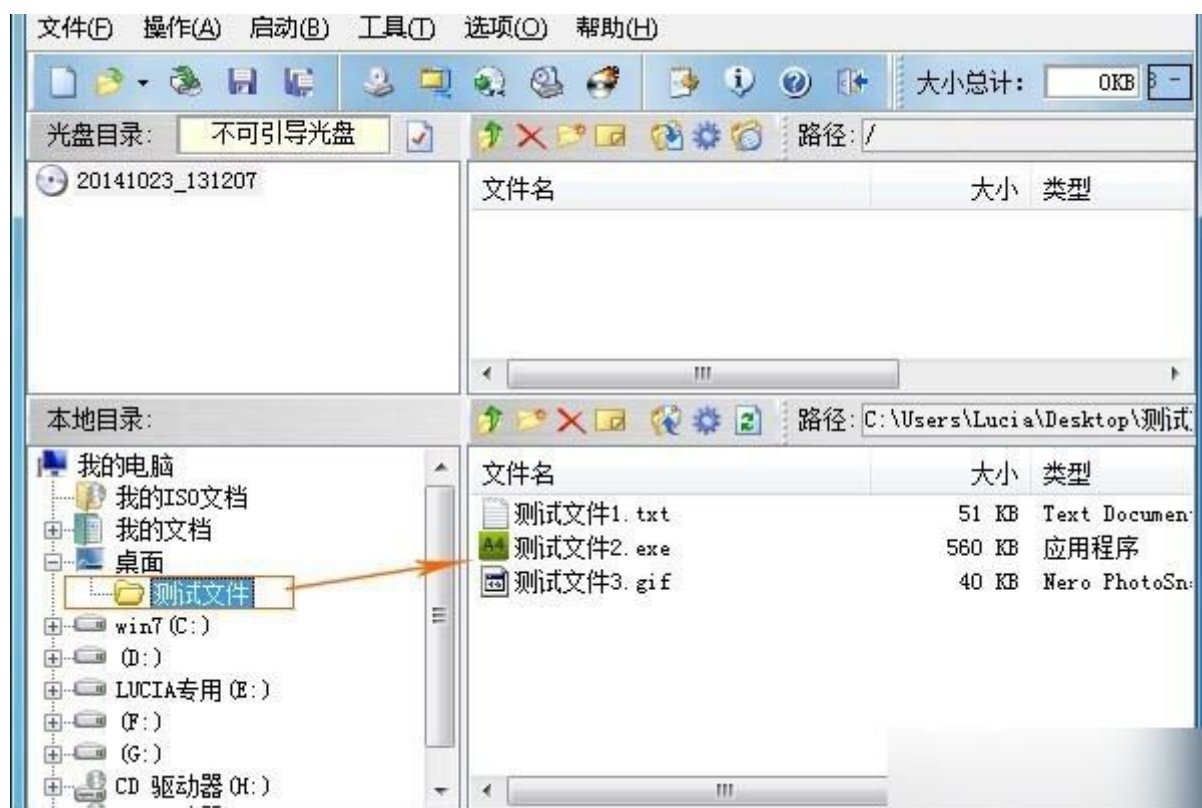 文件(F) 操作(A) 启动(B) 工具(T) 选项(O) 帮助(H)
大小总计: 0KB
光盘目录: 不可引导光盘 路径: /
20141023_131207
文件名 大小 类型
本地目录: 路径: C:\Users\Lucia\Desktop\测试
我的电脑
我的ISO文档
我的文档
桌面
测试文件
win7(C:)
(D:)
LUCIA专用(E:)
(F:)
(G:)
CD 驱动器(H:)
文件名 大小 类型
测试文件1.txt 51 KB Text Documen
测试文件2.exe 560 KB 应用程序
测试文件3.gif 40 KB Nero PhotoSn